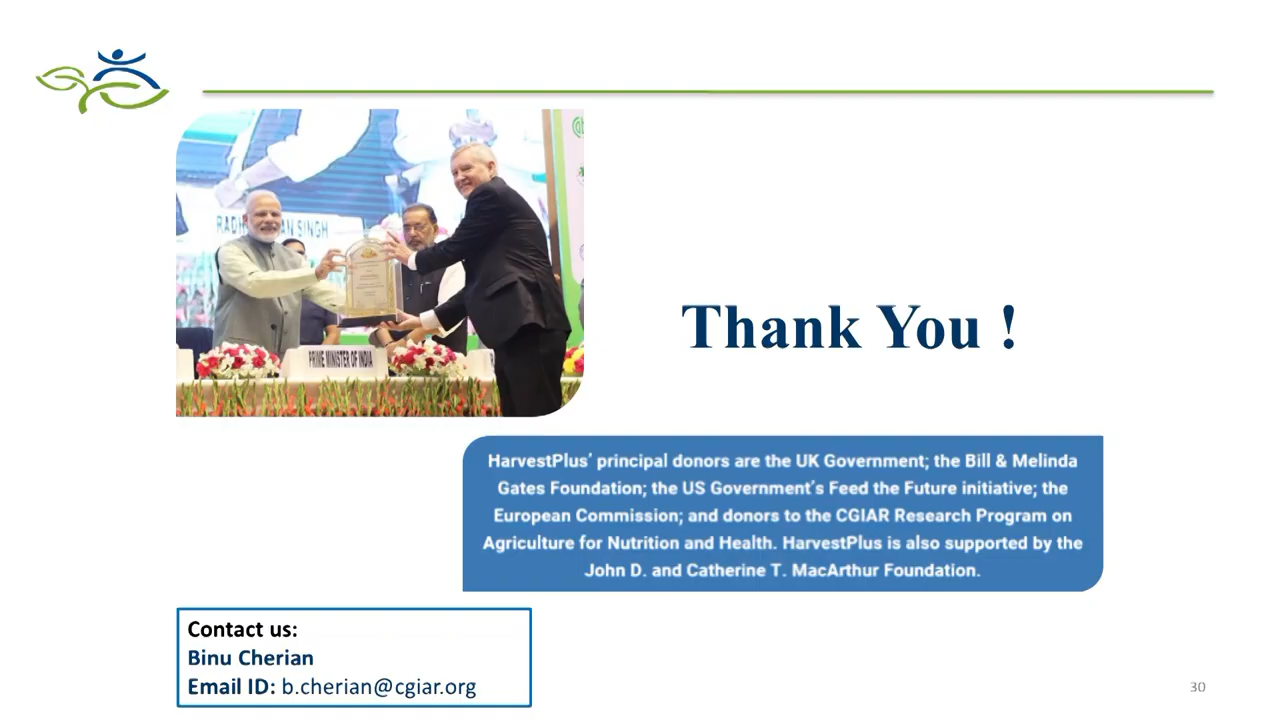 RADH AN SINGH
PRIME MINISTER OF INDIA
Thank You !
HarvestPlus’ principal donors are the UK Government; the Bill & Melinda
Gates Foundation; the US Government’s Feed the Future initiative; the
European Commission; and donors to the CGIAR Research Program on
Agriculture for Nutrition and Health. HarvestPlus is also supported by the
John D. and Catherine T. MacArthur Foundation.
Contact us:
Binu Cherian
Email ID: b.cherian@cgiar.org
30